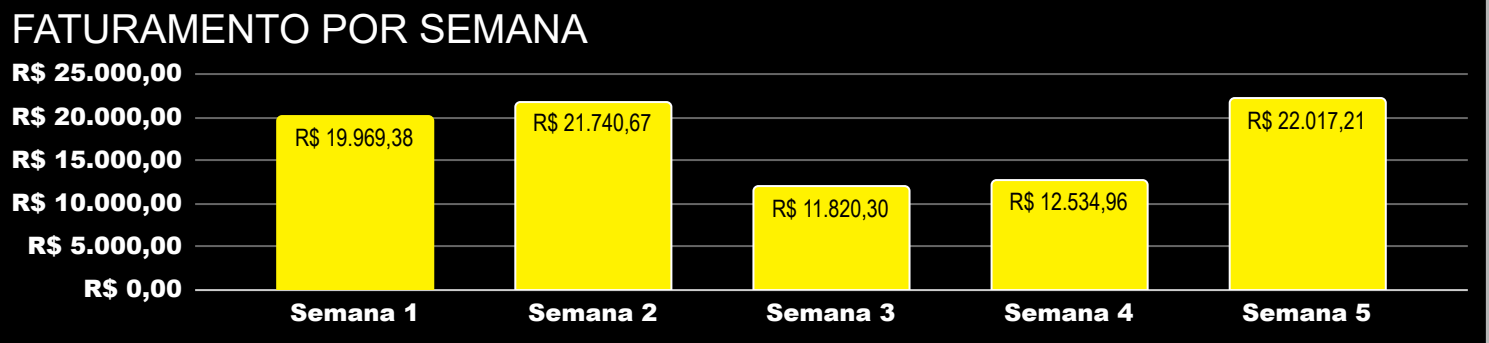 FATURAMENTO POR SEMANA
R$ 25.000,00
R$ 20.000,00
R$ 15.000,00
R$ 10.000,00
R$ 5.000,00
R$ 0,00
R$ 19.969,38
R$ 21.740,67
R$ 11.820,30
R$ 12.534,96
R$ 22.017,21
Semana 1
Semana 2
Semana 3
Semana 4
Semana 5